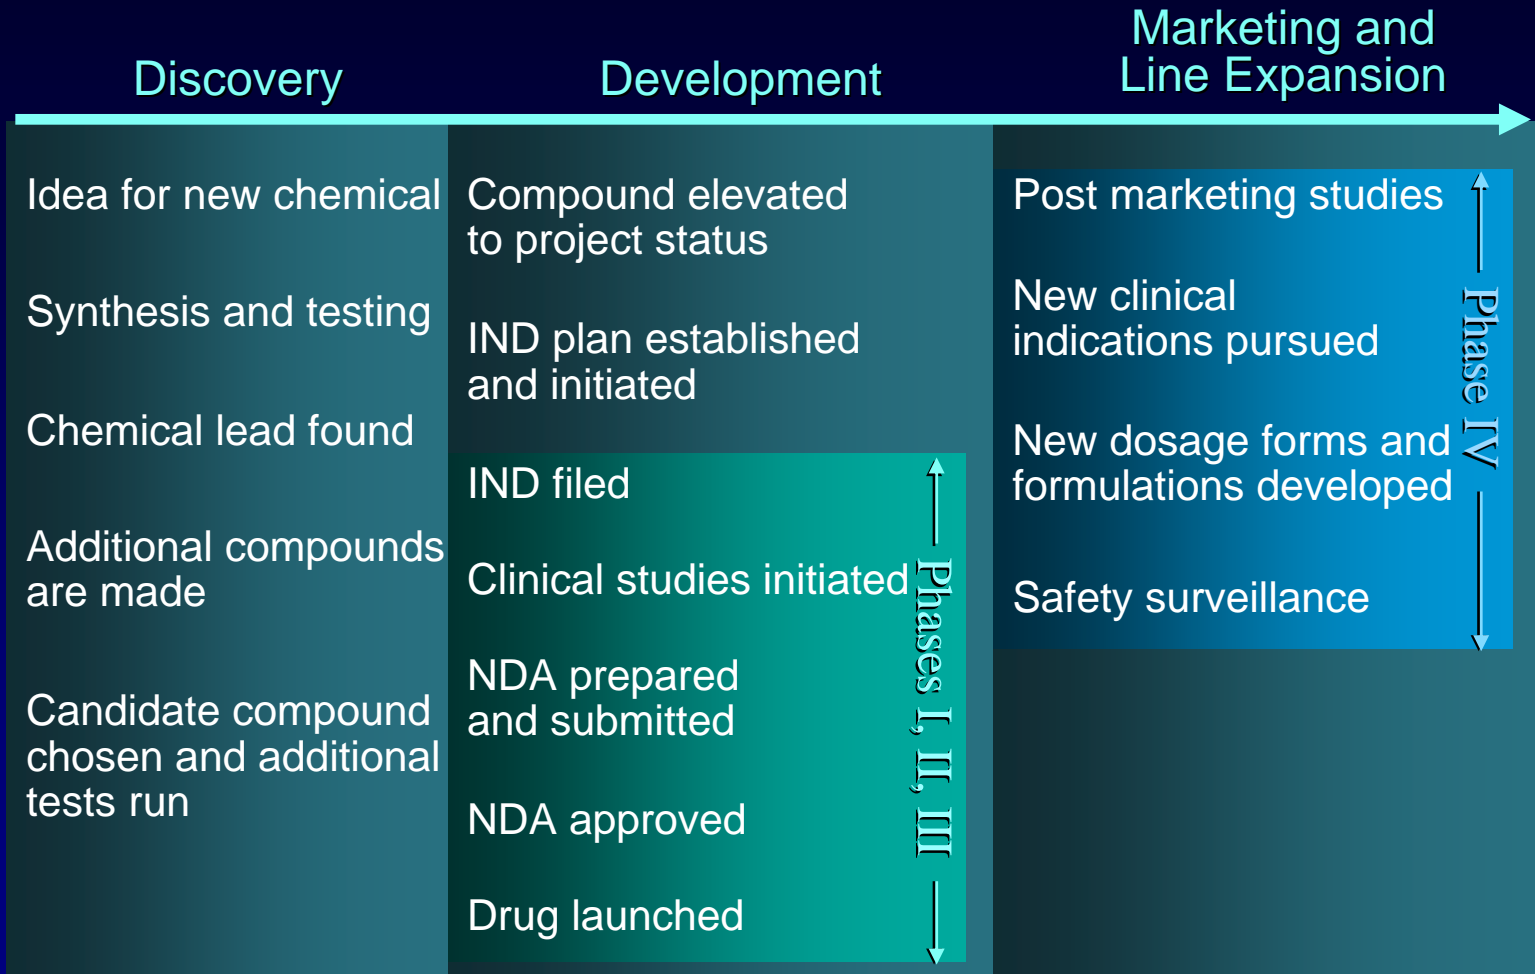 Discovery
Development
Marketing and
Line Expansion
Idea for new chemical
Synthesis and testing
Chemical lead found
Additional compounds
are made
Candidate compound
chosen and additional
tests run
Compound elevated
to project status
IND plan established
and initiated
IND filed
Clinical studies initiated
NDA prepared
and submitted
NDA approved
Drug launched
Phases I, II, III
Post marketing studies
New clinical
indications pursued
New dosage forms and
formulations developed
Safety surveillance
Phase IV